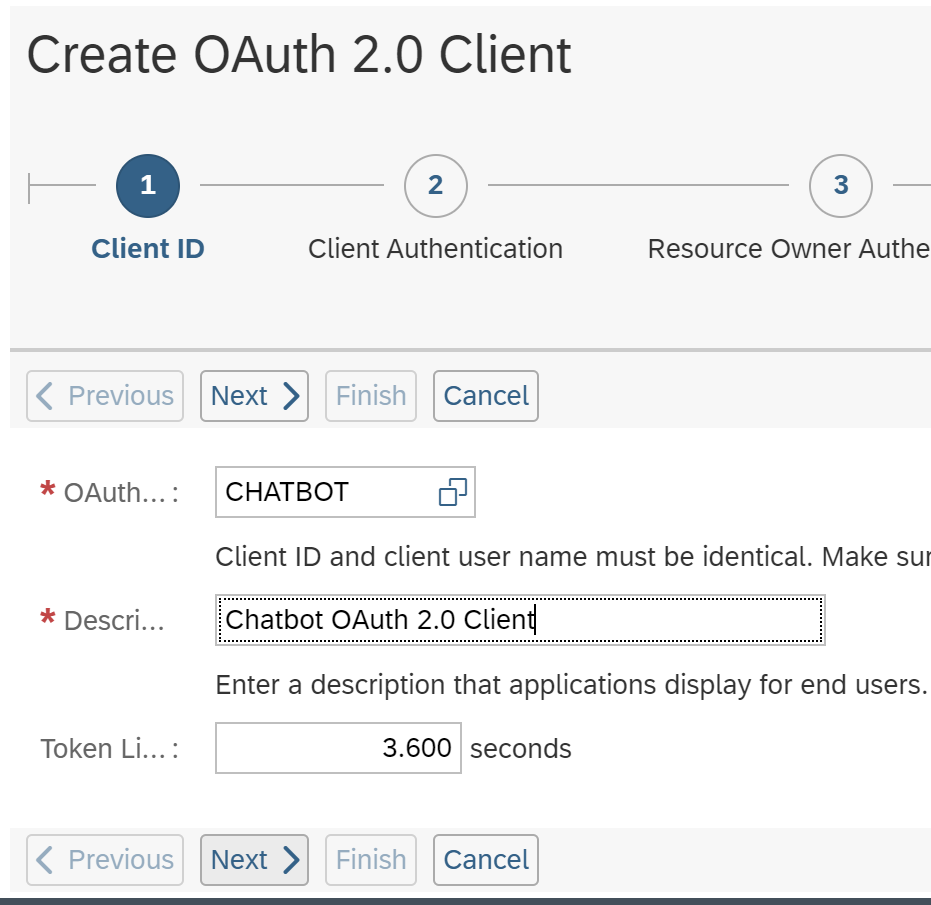 Create OAuth 2.0 Client
1 2 3
Client ID Client Authentication Resource Owner Authe
Previous Next Finish Cancel
* OAuth... : CHATBOT
Client ID and client user name must be identical. Make sur
* Descri... Chatbot OAuth 2.0 Client
Enter a description that applications display for end users.
Token Li... : 3.600 seconds
Previous Next Finish Cancel